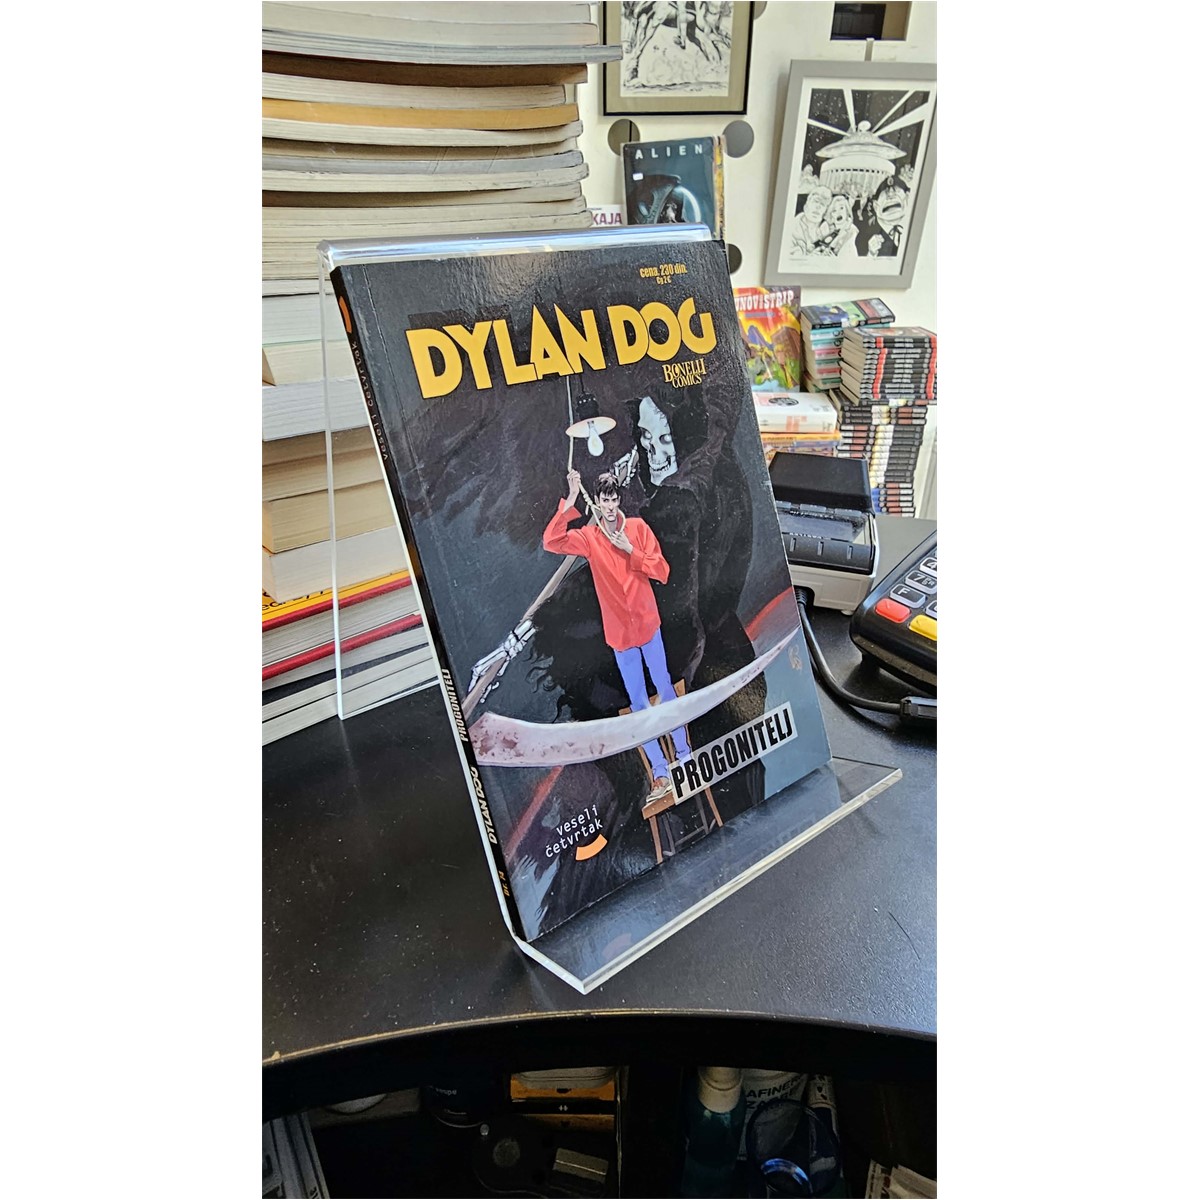 ALIEN
KAJA
cena. 230 din.
DYLAN DOG
BONELLI
COMICS
PROGONITELJ
veseli
četvrtak
veseli četvrtak
PROGONITELJ
DYLAN DOG
F